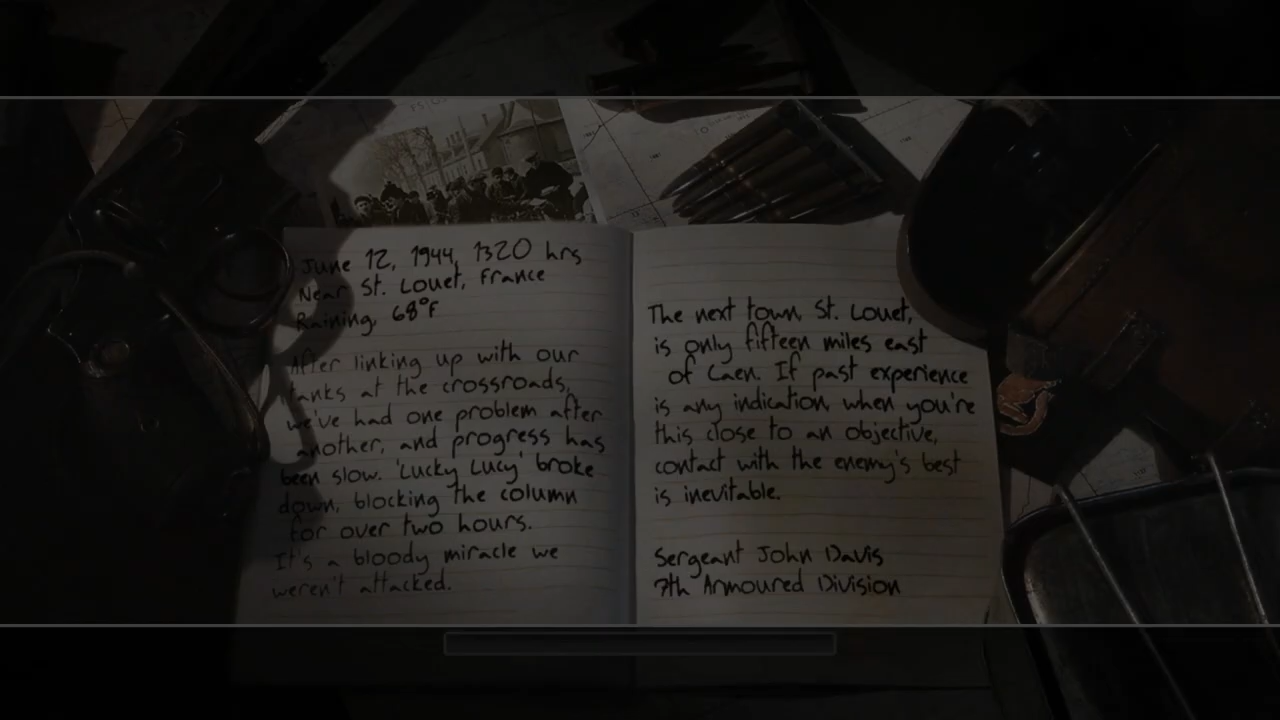 June 12, 1944, 1320 hrs
Near St. Louet, France
Raining, 68°F
After linking up with our
tanks at the crossroads,
we've had one problem after
another, and progress has
been slow. 'Lucky Lucy' broke
down, blocking the column
for over two hours.
It's a bloody miracle we
weren't attacked.
The next town, St. Louet,
is only fifteen miles east
of Caen. If past experience
is any indication, when you're
this close to an objective,
contact with the enemy's best
is inevitable.
Sergeant John Davis
7th Armoured Division